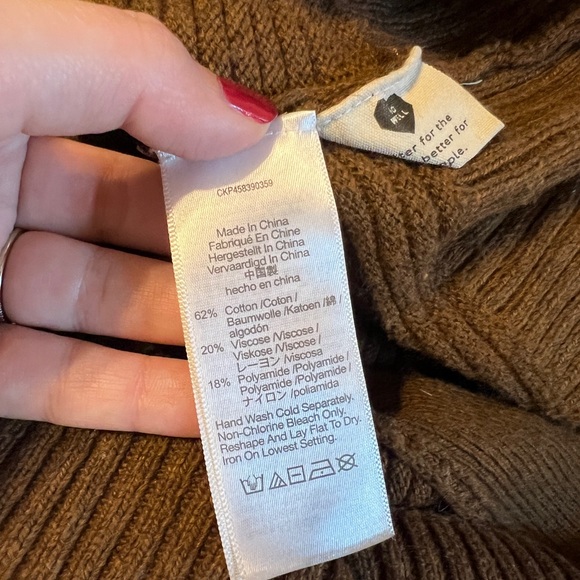 CKP458390359
Made In China
Fabriqué En Chine
Hergestellt In China
Vervaardigd In China
中国製
hecho en china
62% Cotton /Coton /
Baumwolle /Katoen /綿 /
algodón
20% Viscose /Viscose /
Viskose /Viscose /
レーヨン /Viscosa
18% Polyamide /Polyamide /
Polyamide /Polyamide /
ナイロン /poliamida
Hand Wash Cold Separately.
Non-Chlorine Bleach Only.
Reshape And Lay Flat To Dry.
Iron On Lowest Setting.
WELL
for the
better for